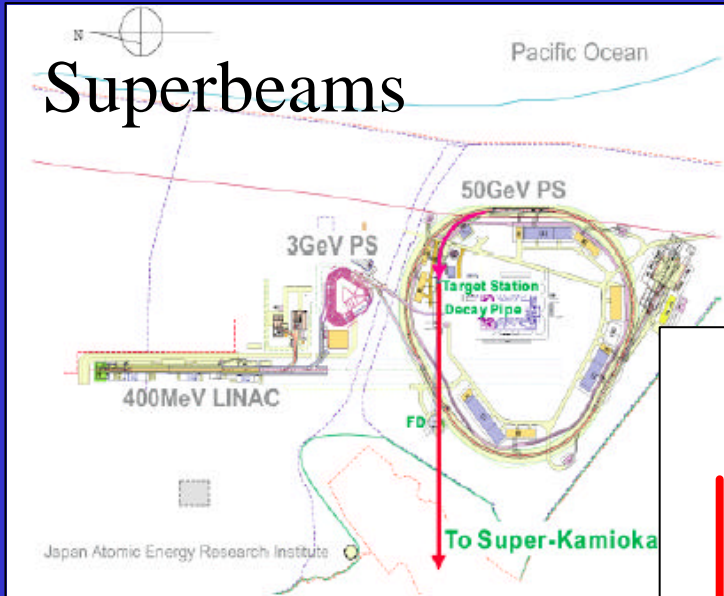 N
Pacific Ocean
Superbeams
50GeV PS
3GeV PS
Target Station
Decay Pipe
400MeV LINAC
FD
To Super-Kamioka
Japan Atomic Energy Research Institute